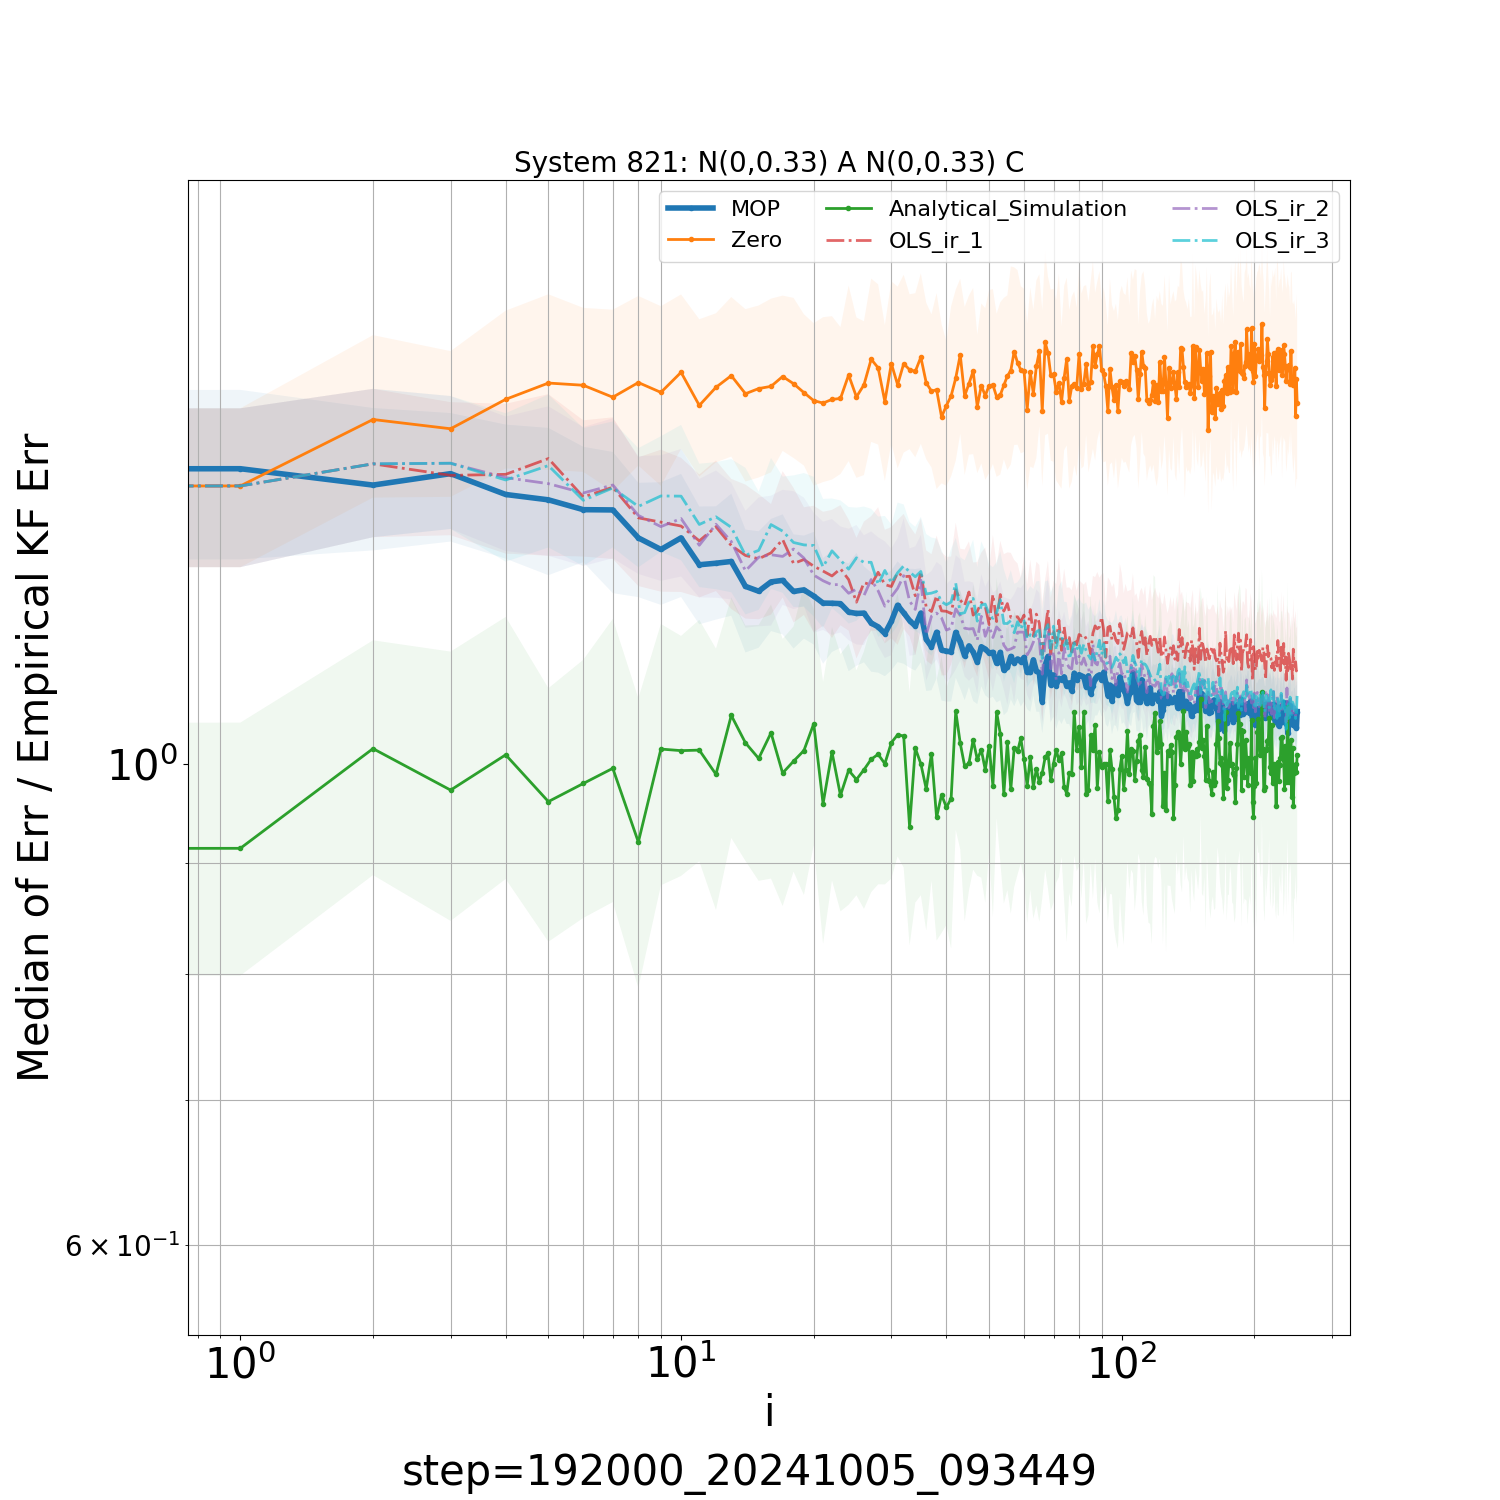 System 821: N(0,0.33) A N(0,0.33) C
MOP
Zero
Analytical_Simulation
OLS_ir_1
OLS_ir_2
OLS_ir_3
Median of Err / Empirical KF Err
10⁰
6 × 10⁻¹
10⁰ 10¹ 10²
i
step=192000_20241005_093449